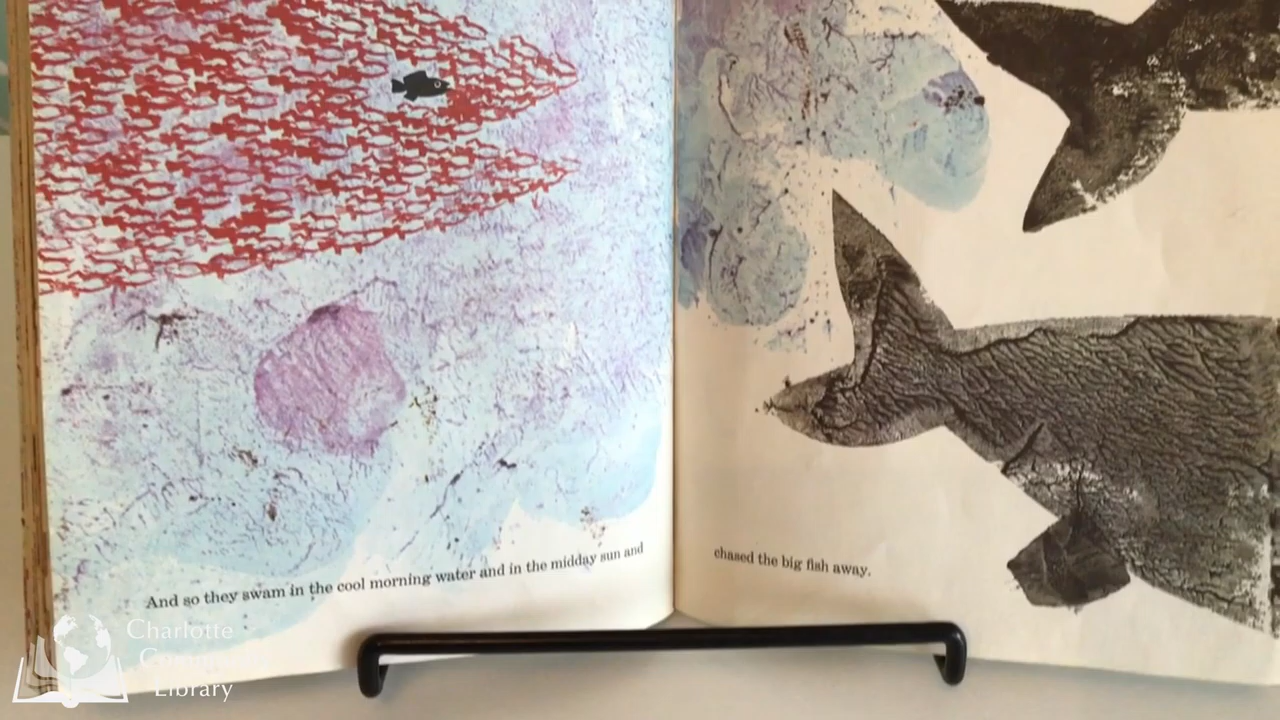 And so they swam in the cool morning water and in the midday sun and
chased the big fish away.
Charlotte
Library